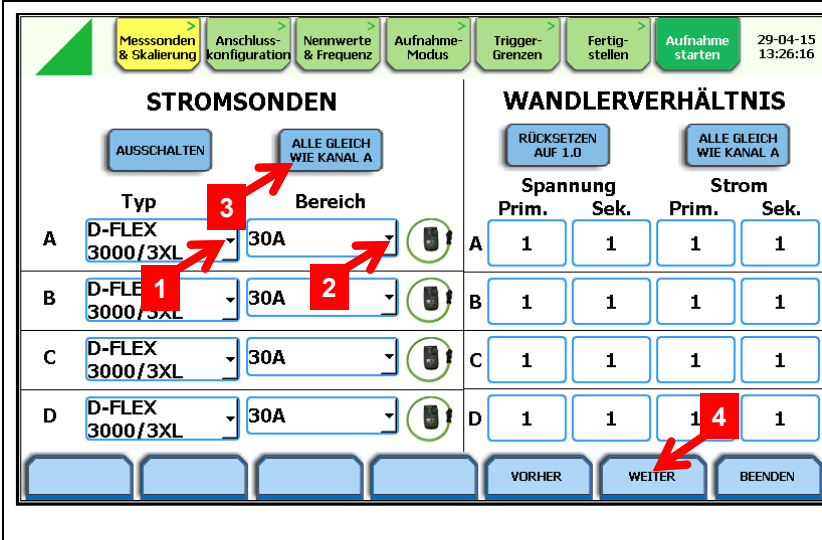 Messsonden & Skalierung
Anschluss-konfiguration
Nennwerte & Frequenz
Aufnahme-Modus
Trigger-Grenzen
Fertig-stellen
Aufnahme starten
29-04-15
13:26:16
STROMSONDEN
WANDLERVERHÄLTNIS
AUSSCHALTEN
ALLE GLEICH
WIE KANAL A
RÜCKSETZEN
AUF 1.0
ALLE GLEICH
WIE KANAL A
3
Spannung Strom
Typ Bereich
Prim. Sek. Prim. Sek.
A D-FLEX
3000/3XL
30A
A 1 1 1 1
1
2
B D-FLE
3000/3XL
30A
B 1 1 1 1
C D-FLEX
3000/3XL
30A
C 1 1 1 1
D D-FLEX
3000/3XL
30A
D 1 1 1 1
4
VORHER WEITER BEENDEN